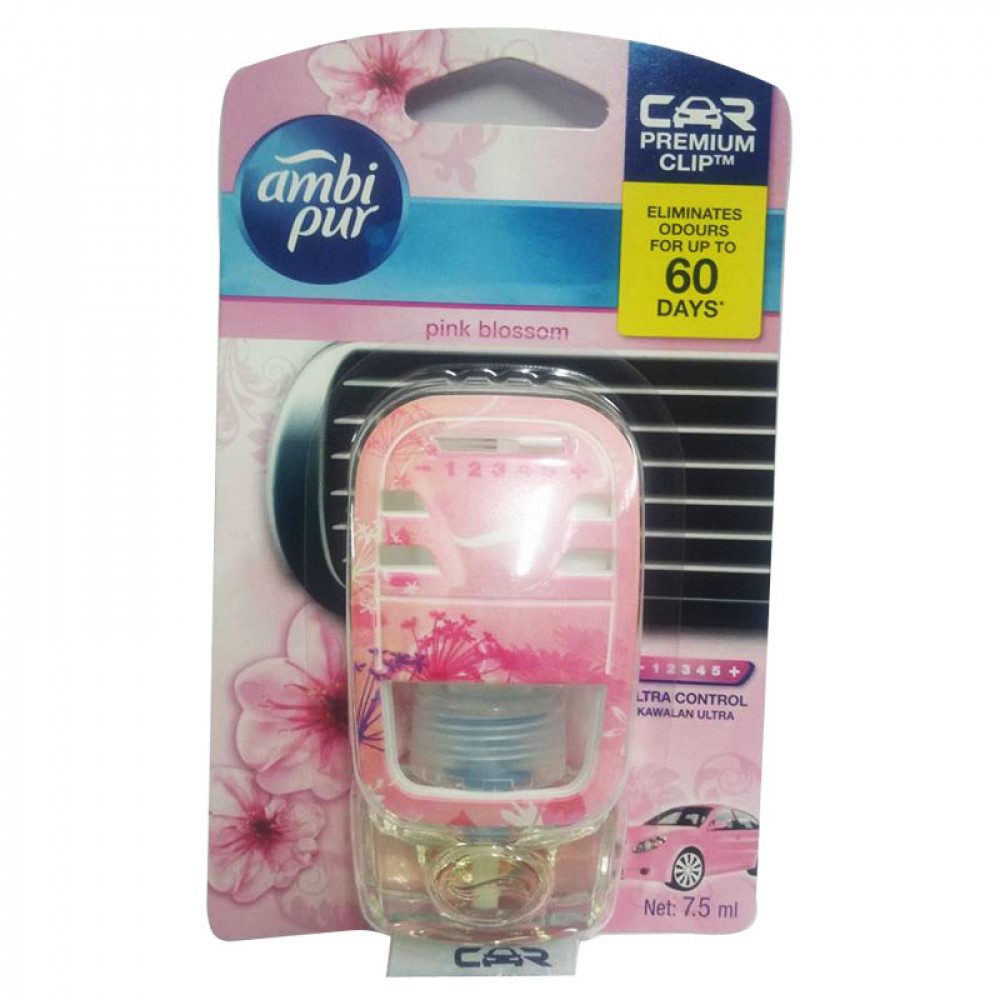 ambi
pur
CAR
PREMIUM
CLIP™
ELIMINATES
ODOURS
FOR UP TO
60
DAYS*
pink blossom
- 1 2 3 4 5 +
- 1 2 3 4 5 +
LTRA CONTROL
KAWALAN ULTRA
Net: 7.5 ml
CAR